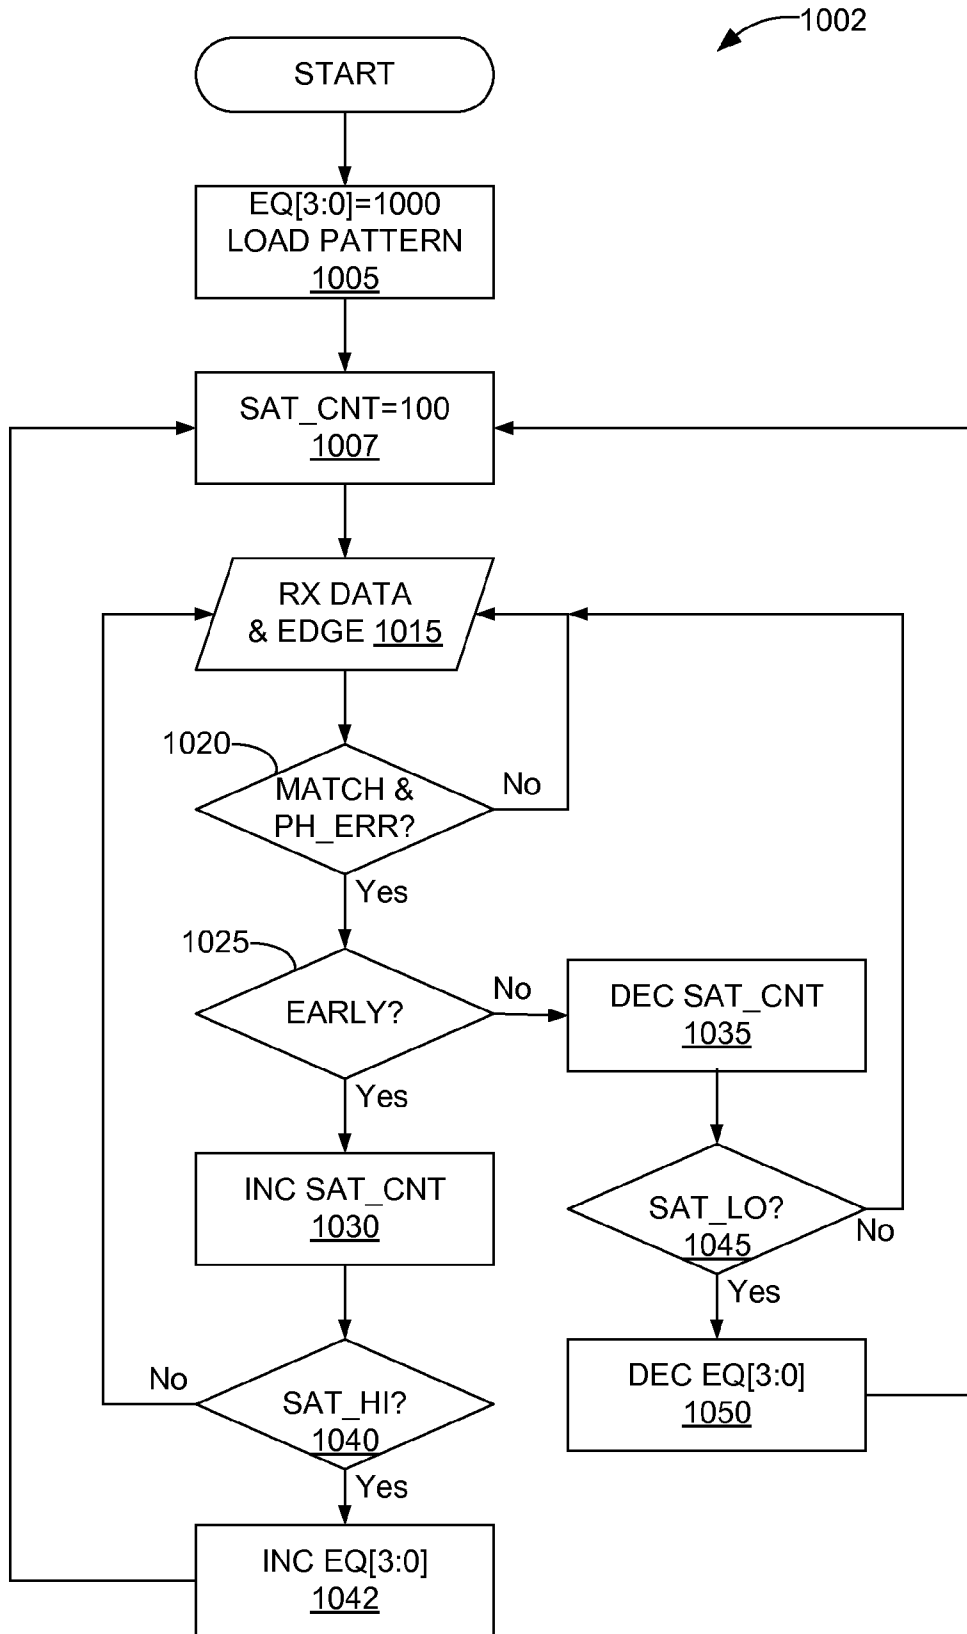 1002
START
EQ[3:0]=1000
LOAD PATTERN
1005
SAT_CNT=100
1007
RX DATA
& EDGE 1015
1020
MATCH &
PH_ERR?
No
Yes
1025
EARLY?
No
DEC SAT_CNT
1035
Yes
INC SAT_CNT
1030
SAT_LO?
1045
No
Yes
No
SAT_HI?
1040
DEC EQ[3:0]
1050
Yes
INC EQ[3:0]
1042